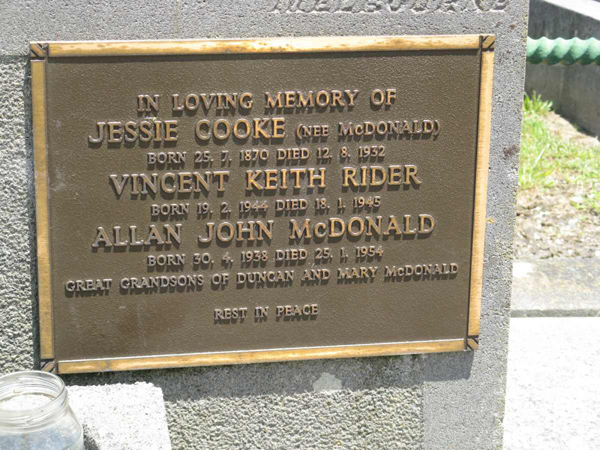 MELBOURNE
IN LOVING MEMORY OF
JESSIE COOKE (NEE McDONALD)
BORN 25. 7. 1870 DIED 12. 8. 1932
VINCENT KEITH RIDER
BORN 19. 2. 1944 DIED 18. 1. 1945
ALLAN JOHN McDONALD
BORN 30. 4. 1938 DIED 25. 1. 1954
GREAT GRANDSONS OF DUNCAN AND MARY McDONALD
REST IN PEACE